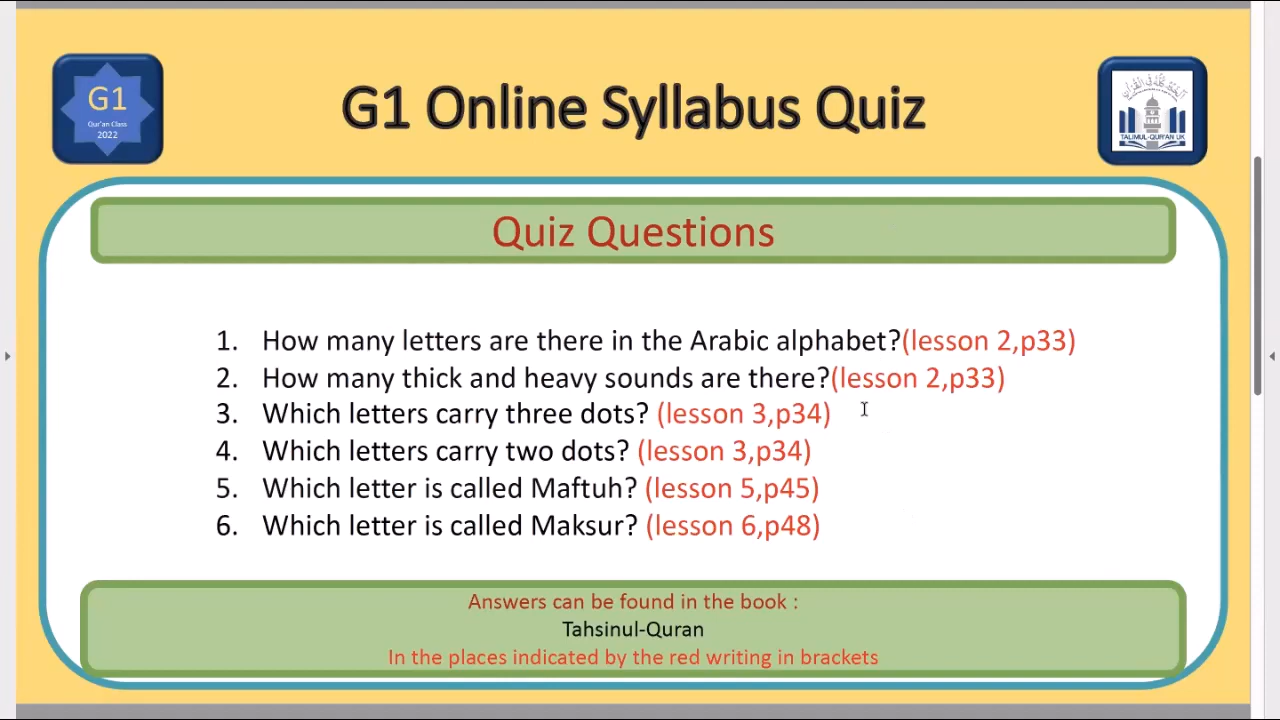 G1
Qur'an Class
2022
G1 Online Syllabus Quiz
TALIMUL-QUR'AN UK
Quiz Questions
1. How many letters are there in the Arabic alphabet?(lesson 2,p33)
2. How many thick and heavy sounds are there?(lesson 2,p33)
3. Which letters carry three dots? (lesson 3,p34)
4. Which letters carry two dots? (lesson 3,p34)
5. Which letter is called Maftuh? (lesson 5,p45)
6. Which letter is called Maksur? (lesson 6,p48)
Answers can be found in the book :
Tahsinul-Quran
In the places indicated by the red writing in brackets